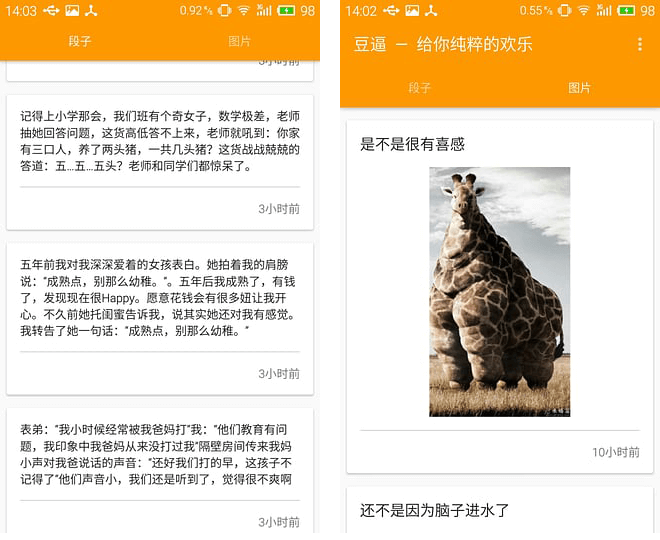 14:03
0.92%
98
段子
图片
3小时前
记得上小学那会，我们班有个奇女子，数学极差，老师
抽她回答问题，这货高低答不上来，老师就吼到：你家
有三口人，养了两头猪，一共几头猪？这货战战兢兢的
答道：五…五…五头？老师和同学们都惊呆了。
3小时前
五年前我对我深深爱着的女孩表白。她拍着我的肩膀
说：“成熟点，别那么幼稚。”。五年后我成熟了，有钱
了，发现现在很Happy。愿意花钱会有很多妞让我开
心。不久前她托闺蜜告诉我，说其实她还对我有感觉。
我转告了她一句话：“成熟点，别那么幼稚。”
3小时前
表弟：“我小时候经常被我爸妈打”我：“他们教育有问
题，我印象中我爸妈从来没打过我”隔壁房间传来我妈
小声对我爸说话的声音：“还好我们打的早，这孩子不
记得了”他们声音小，我们还是听到了，觉得很不爽啊
3小时前
14:02
0.55%
98
豆逼 — 给你纯粹的欢乐
段子
图片
是不是很有喜感
10小时前
还不是因为脑子进水了